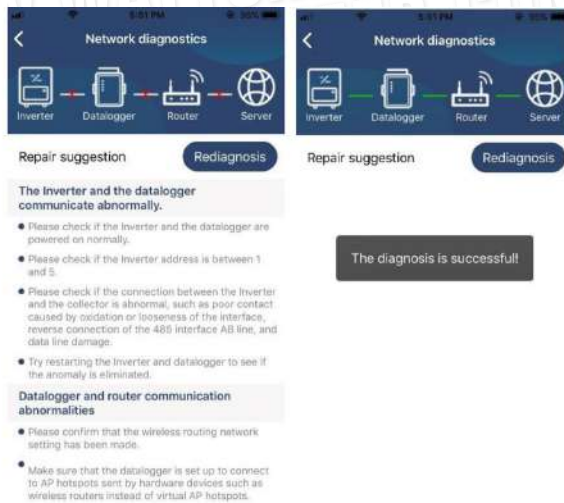 5:51 PM
30%
Network diagnostics
Inverter
Datalogger
Router
Server
Repair suggestion
Rediagnosis
The Inverter and the datalogger
communicate abnormally.
Please check if the Inverter and the datalogger are
powered on normally.
Please check if the Inverter address is between 1
and 5.
Please check if the connection between the Inverter
and the collector is abnormal, such as poor contact
caused by oxidation or looseness of the interface,
reverse connection of the 485 interface AB line, and
data line damage.
Try restarting the Inverter and datalogger to see if
the anomaly is eliminated.
Datalogger and router communication
abnormalities
Please confirm that the wireless routing network
setting has been made.
Make sure that the datalogger is set up to connect
to AP hotspots sent by hardware devices such as
wireless routers instead of virtual AP hotspots.
5:51 PM
Network diagnostics
Inverter
Datalogger
Router
Server
Repair suggestion
Rediagnosis
The diagnosis is successful!